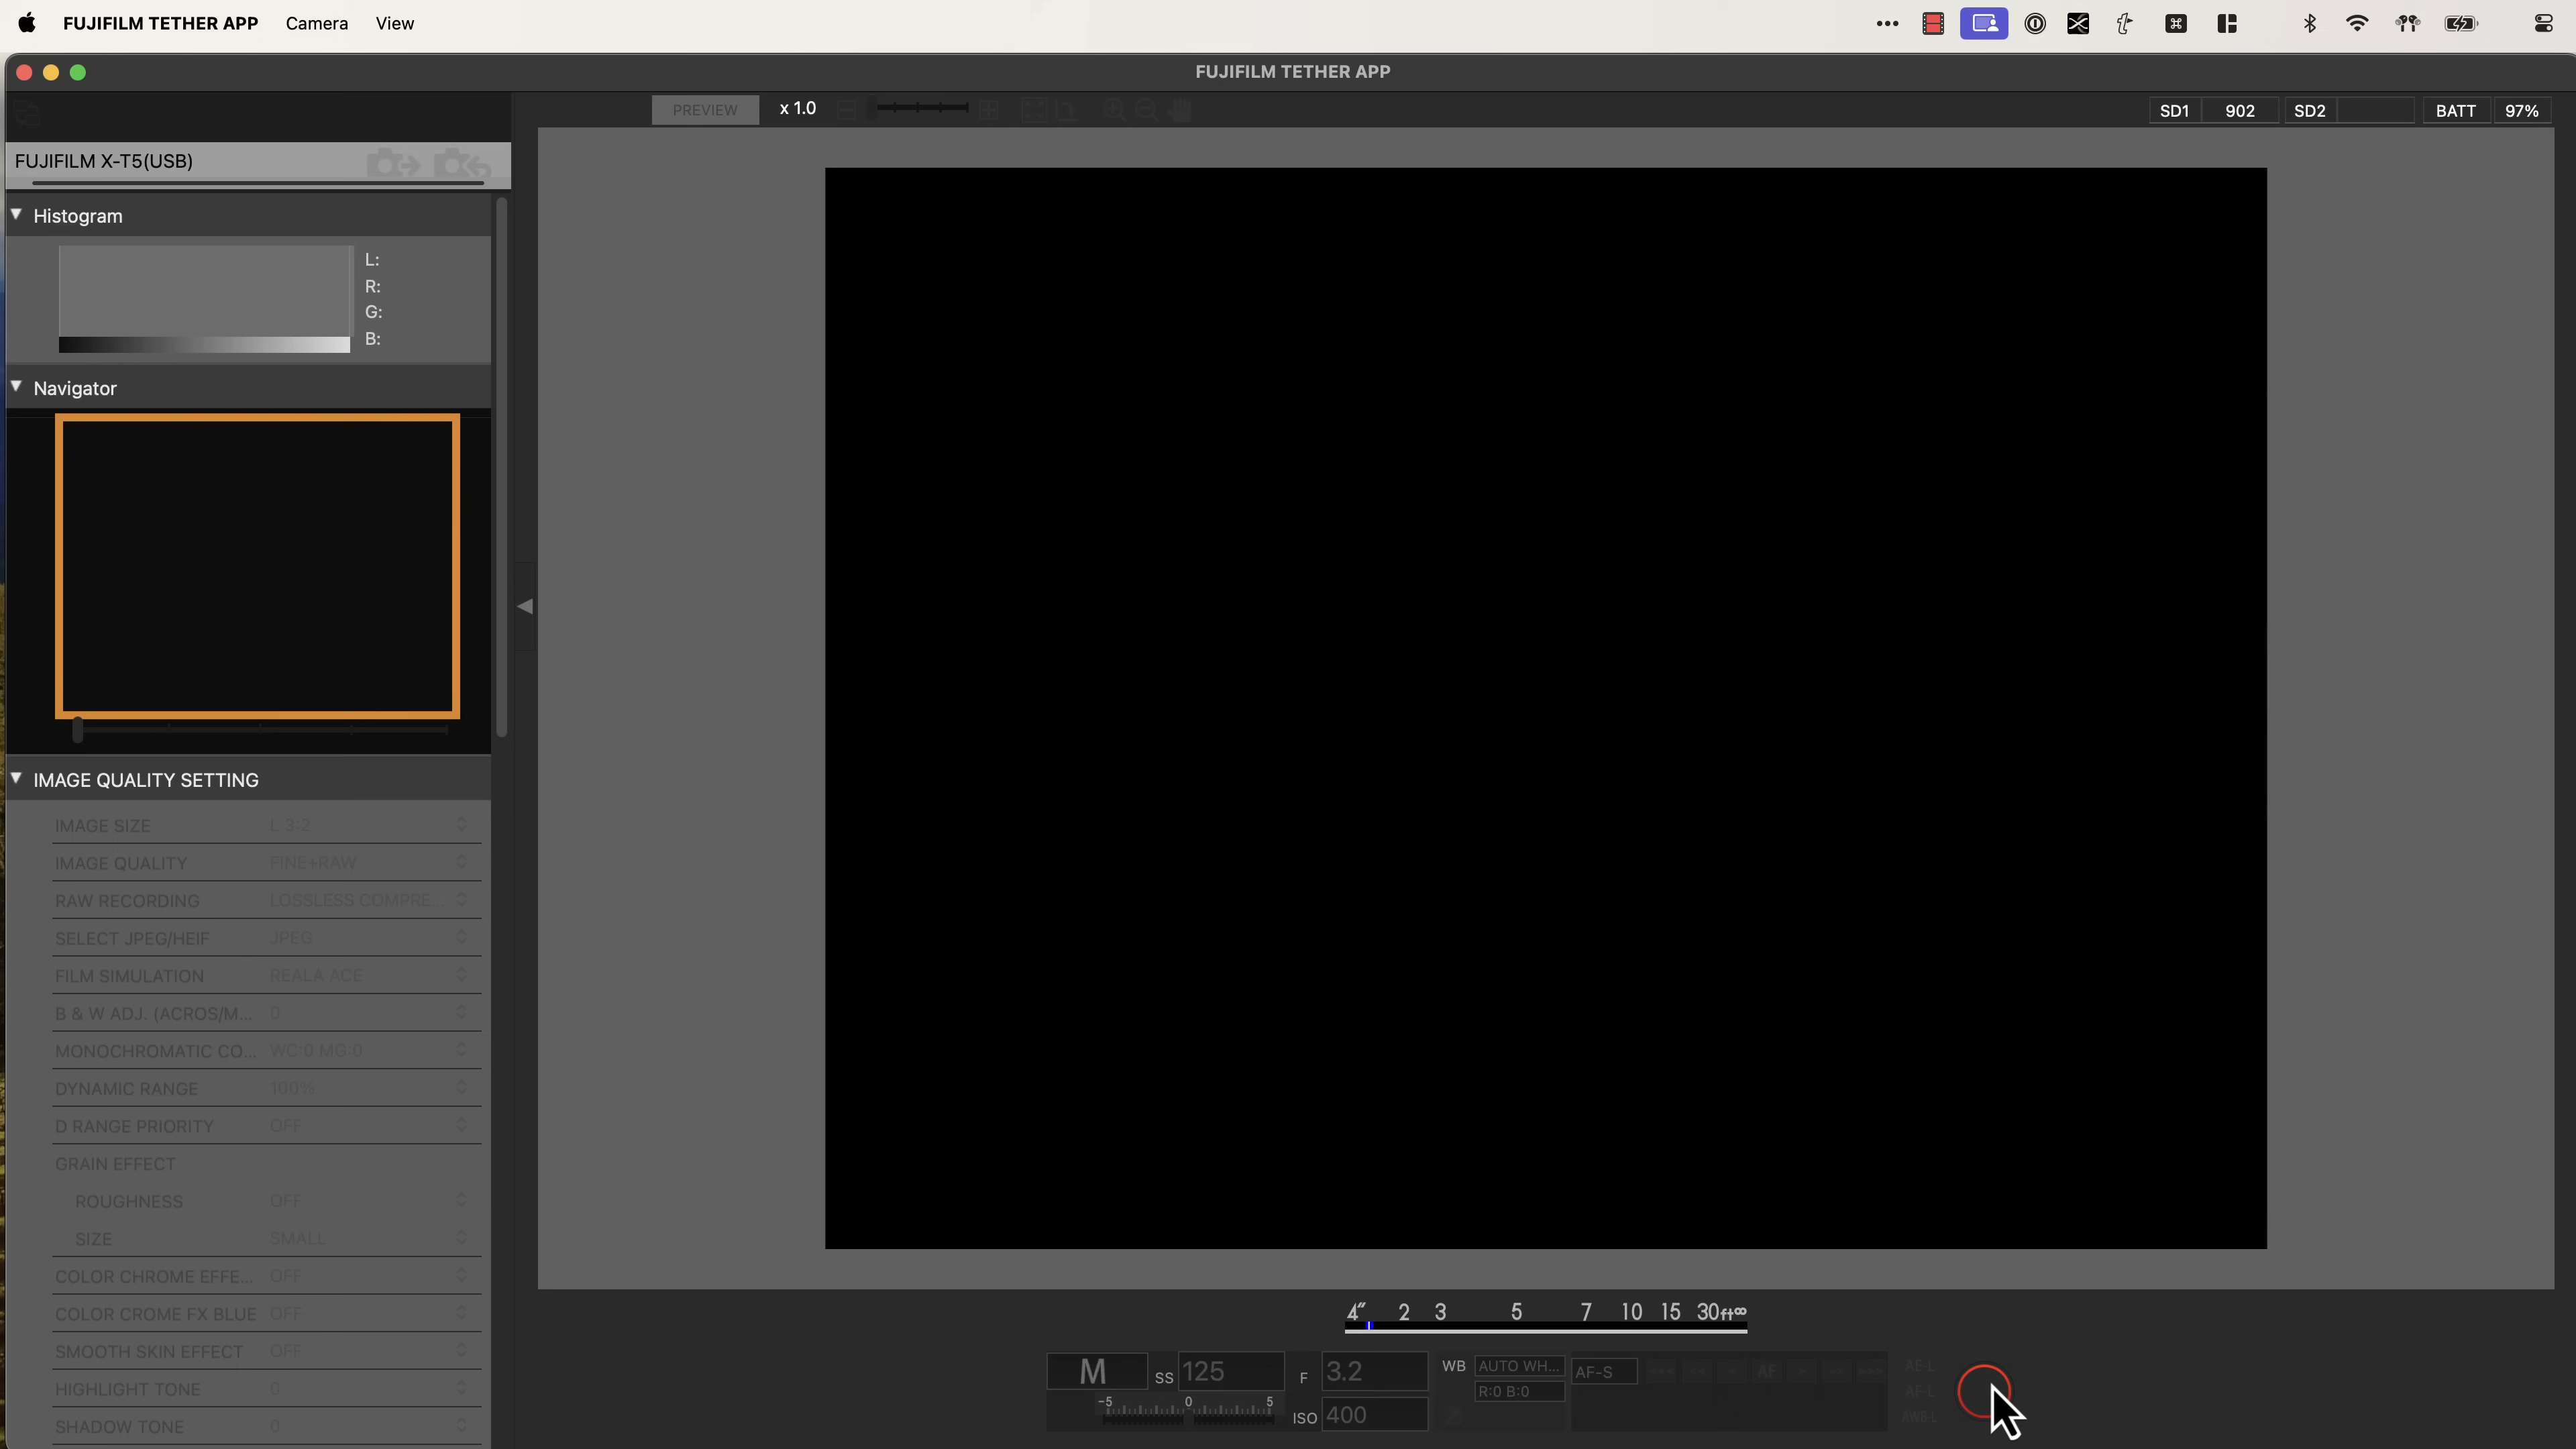 FUJIFILM TETHER APP Camera View
FUJIFILM TETHER APP
PREVIEW x 1.0 SD1 902 SD2 BATT 97%
FUJIFILM X-T5(USB)
Histogram
L:
R:
G:
B:
Navigator
IMAGE QUALITY SETTING
IMAGE SIZE L 3:2
IMAGE QUALITY FINE+RAW
RAW RECORDING LOSSLESS COMPRE...
SELECT JPEG/HEIF JPEG
FILM SIMULATION REALA ACE
B & W ADJ. (ACROS/M... 0
MONOCHROMATIC CO... WC:0 MG:0
DYNAMIC RANGE 100%
D RANGE PRIORITY OFF
GRAIN EFFECT
ROUGHNESS OFF
SIZE SMALL
COLOR CHROME EFFE... OFF
COLOR CROME FX BLUE OFF
SMOOTH SKIN EFFECT OFF
HIGHLIGHT TONE 0
SHADOW TONE 0
4″ 2 3 5 7 10 15 30ft∞
M SS 125 F 3.2 WB AUTO WH... AF-S <<< << < AF > >> >>> AE-L
R:0 B:0 AF-L
-5 0 5 ISO 400 AWB-L